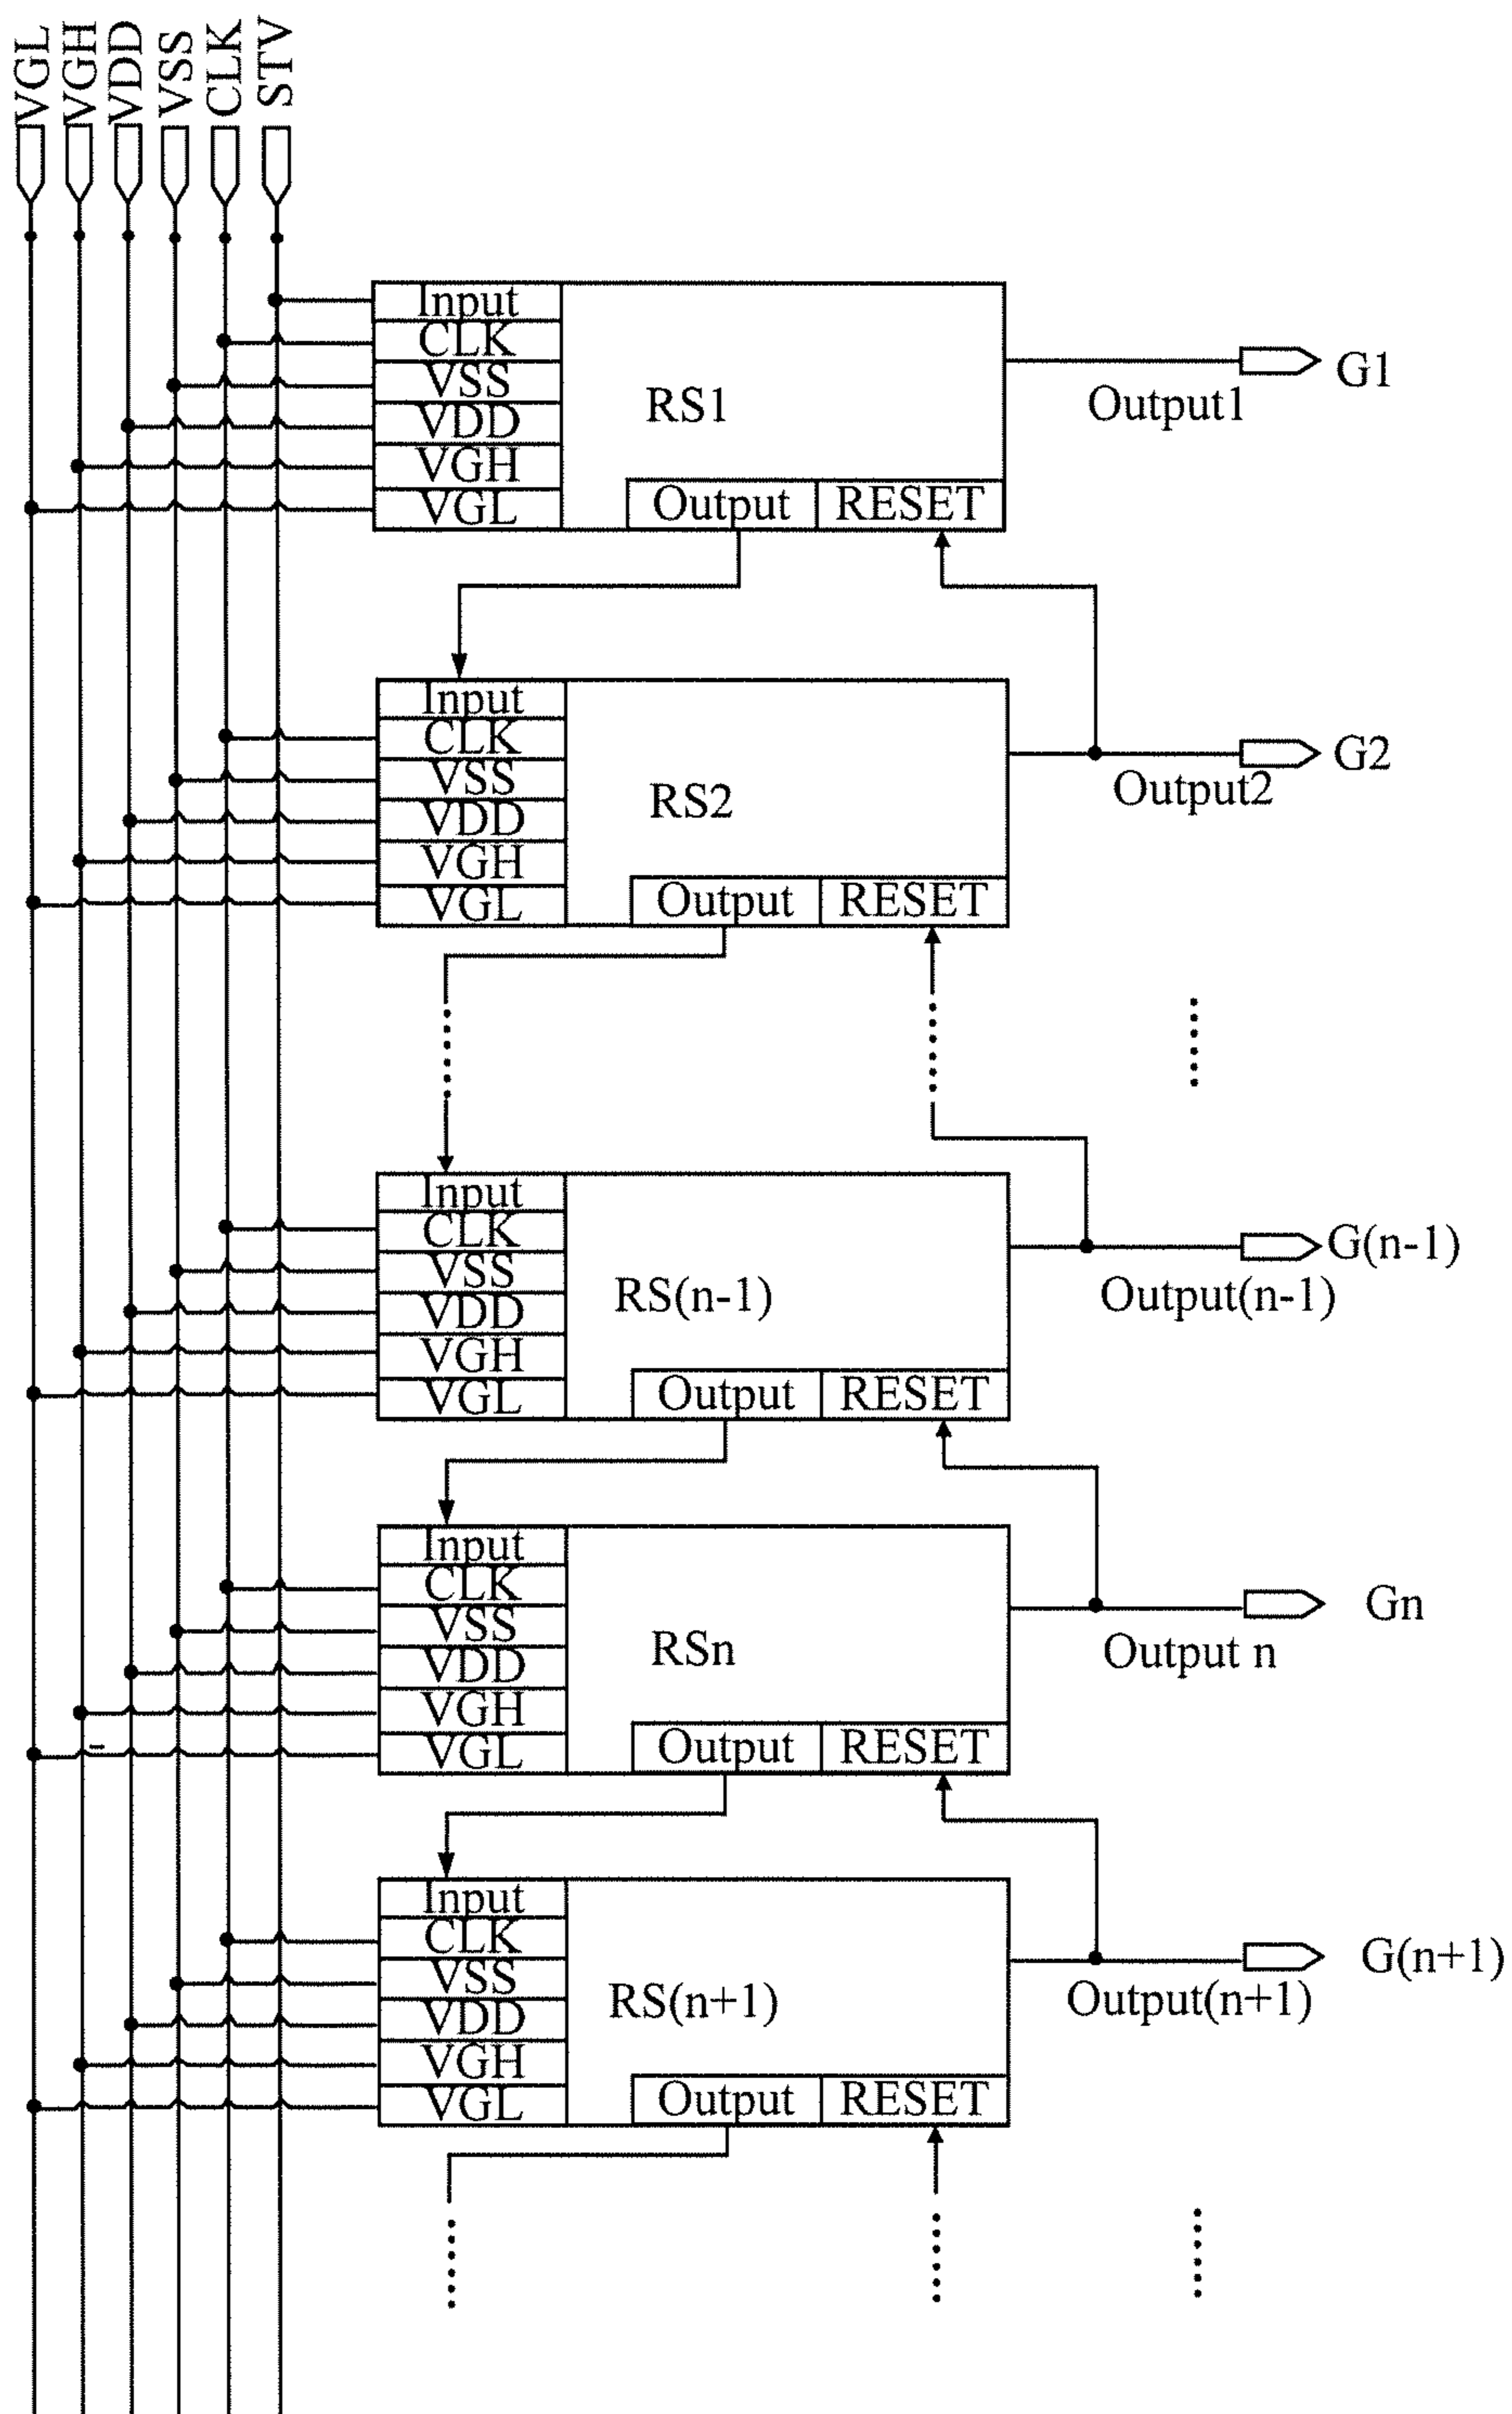 VGL
VGH
VDD
VSS
CLK
STV
Input
CLK
VSS
VDD
VGH
VGL
RS1
Output
RESET
Output1
G1
Input
CLK
VSS
VDD
VGH
VGL
RS2
Output
RESET
Output2
G2
Input
CLK
VSS
VDD
VGH
VGL
RS(n-1)
Output
RESET
Output(n-1)
G(n-1)
Input
CLK
VSS
VDD
VGH
VGL
RSn
Output
RESET
Output n
Gn
Input
CLK
VSS
VDD
VGH
VGL
RS(n+1)
Output
RESET
Output(n+1)
G(n+1)